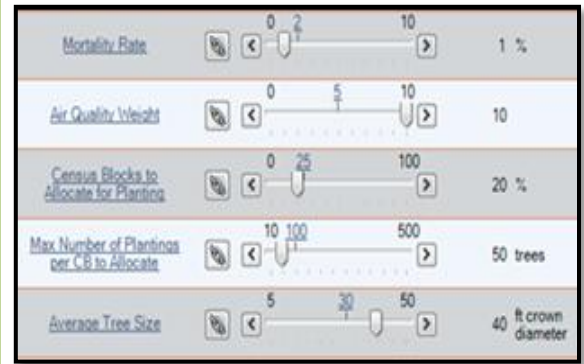 0 2 10
Mortality Rate 1 %
0 5 10
Air Quality Weight 10
0 25 100
Census Blocks to
Allocate for Planting 20 %
10 100 500
Max Number of Plantings
per CB to Allocate 50 trees
5 30 50
Average Tree Size 40 ft crown
diameter